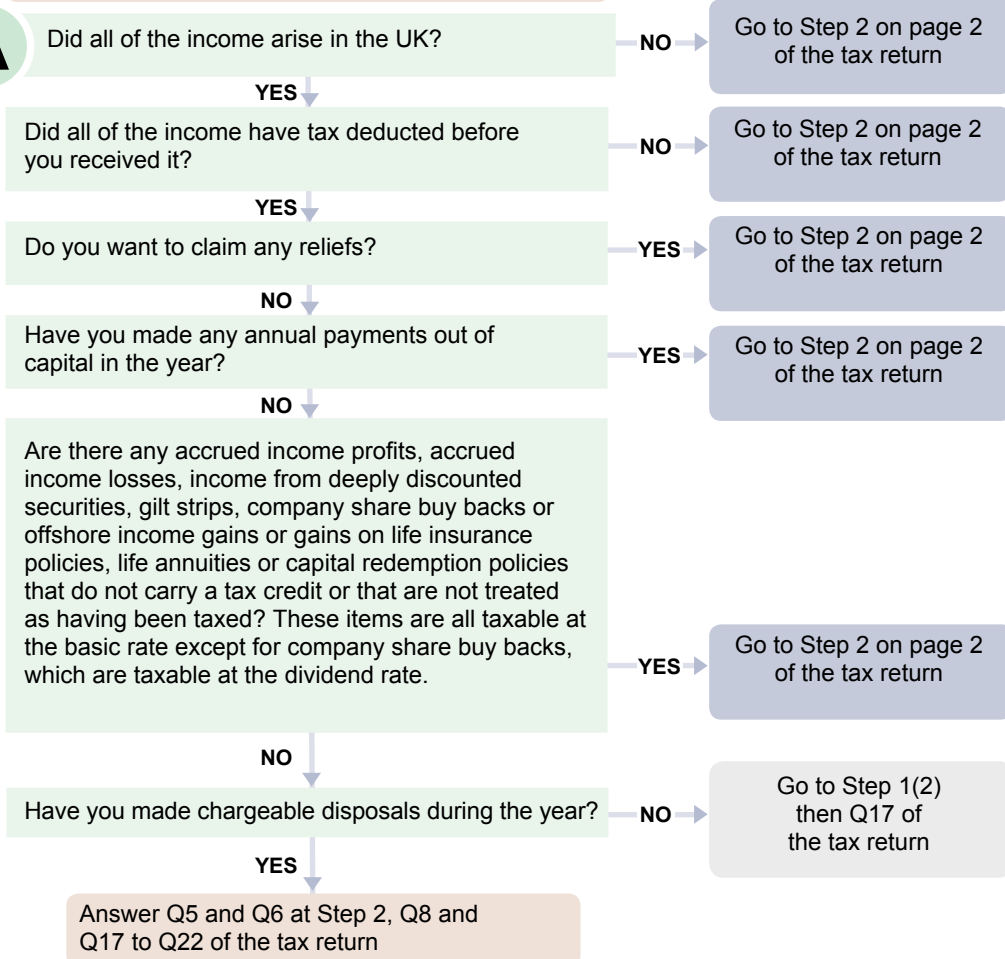 A
Did all of the income arise in the UK?
NO
Go to Step 2 on page 2
of the tax return
YES
Did all of the income have tax deducted before
you received it?
NO
Go to Step 2 on page 2
of the tax return
YES
Do you want to claim any reliefs?
YES
Go to Step 2 on page 2
of the tax return
NO
Have you made any annual payments out of
capital in the year?
YES
Go to Step 2 on page 2
of the tax return
NO
Are there any accrued income profits, accrued
income losses, income from deeply discounted
securities, gilt strips, company share buy backs or
offshore income gains or gains on life insurance
policies, life annuities or capital redemption policies
that do not carry a tax credit or that are not treated
as having been taxed? These items are all taxable at
the basic rate except for company share buy backs,
which are taxable at the dividend rate.
YES
Go to Step 2 on page 2
of the tax return
NO
Have you made chargeable disposals during the year?
NO
Go to Step 1(2)
then Q17 of
the tax return
YES
Answer Q5 and Q6 at Step 2, Q8 and
Q17 to Q22 of the tax return